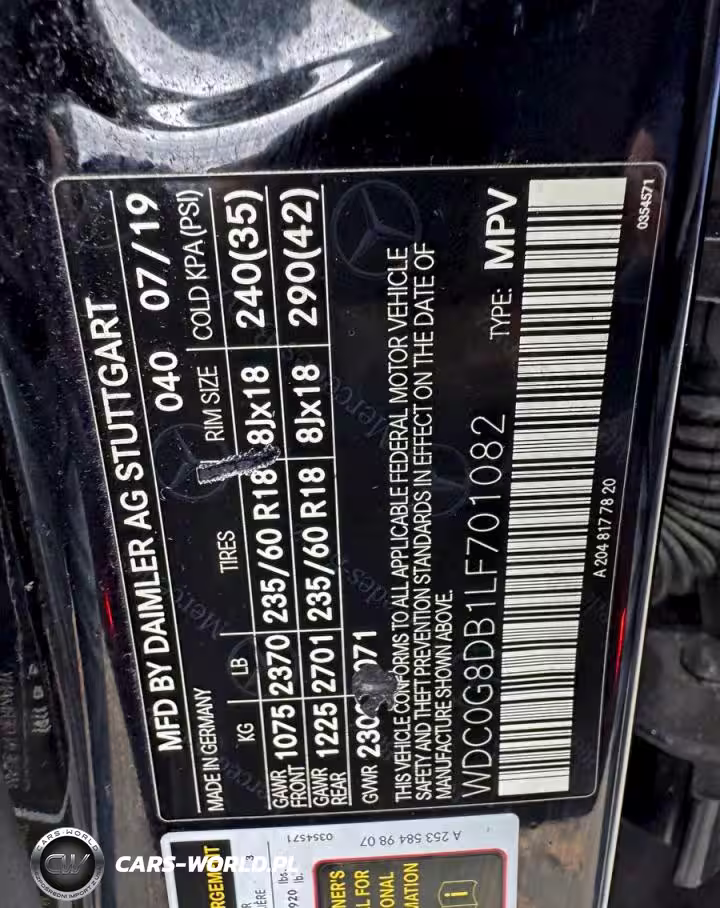 MFD BY DAIMLER AG STUTTGART
MADE IN GERMANY 040 07/19
KG LB TIRES RIM SIZE COLD KPA (PSI)
GAWR FRONT 1075 2370 235/60 R18 8Jx18 240(35)
GAWR REAR 1225 2701 235/60 R18 8Jx18 290(42)
GVWR
THIS VEHICLE CONFORMS TO ALL APPLICABLE FEDERAL MOTOR VEHICLE
SAFETY AND THEFT PREVENTION STANDARDS IN EFFECT ON THE DATE OF
MANUFACTURE SHOWN ABOVE.
WDC0G8DB1LF701082 TYPE: MPV
A 204 817 78 20
0354571
A 253 584 98 07
0354571
CARS-WORLD.PL
CARS-WORLD
CW